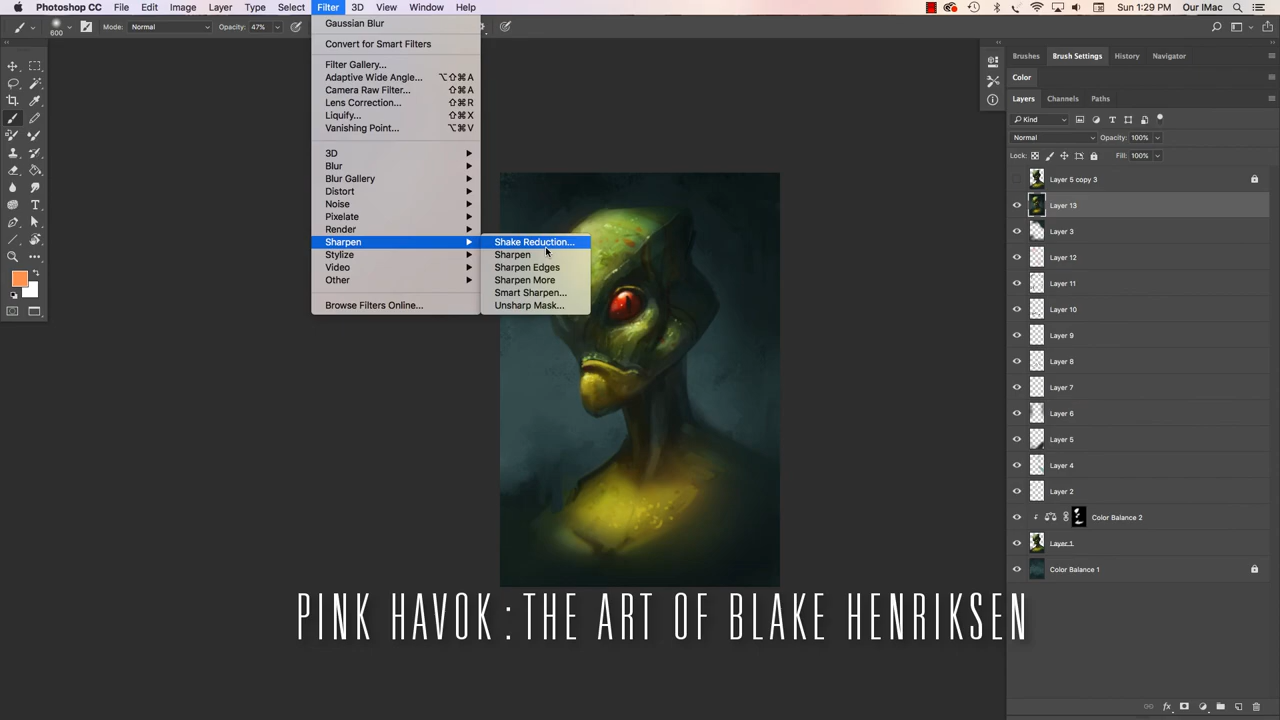 Photoshop CC File Edit Image Layer Type Select Filter 3D View Window Help Sun 1:29 PM Our iMac
600 Mode: Normal Opacity: 47%
Gaussian Blur
Convert for Smart Filters
Filter Gallery...
Adaptive Wide Angle... ⌥⇧⌘A
Camera Raw Filter... ⇧⌘A
Lens Correction... ⇧⌘R
Liquify... ⇧⌘X
Vanishing Point... ⌥⌘V
3D
Blur
Blur Gallery
Distort
Noise
Pixelate
Render
Sharpen
Stylize
Video
Other
Browse Filters Online...
Shake Reduction...
Sharpen
Sharpen Edges
Sharpen More
Smart Sharpen...
Unsharp Mask...
Brushes Brush Settings History Navigator
Color
Layers Channels Paths
Kind
Normal Opacity: 100%
Lock: Fill: 100%
Layer 5 copy 3
Layer 13
Layer 3
Layer 12
Layer 11
Layer 10
Layer 9
Layer 8
Layer 7
Layer 6
Layer 5
Layer 4
Layer 2
Color Balance 2
Layer 1
Color Balance 1
PINK HAVOK : THE ART OF BLAKE HENRIKSEN